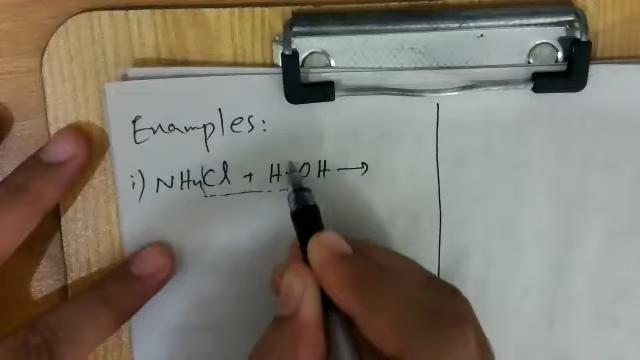 Examples:
i) NH₄Cl + H-OH →